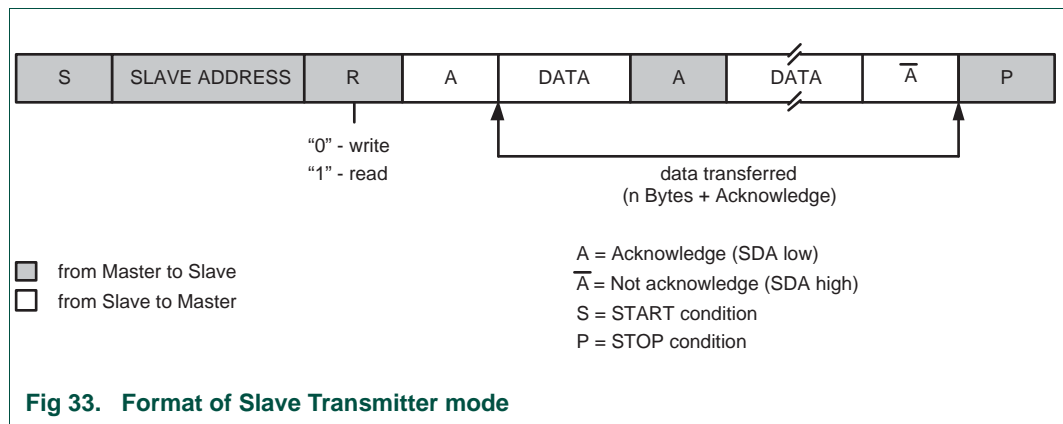 S SLAVE ADDRESS R A DATA A DATA A̅ P
“0” - write
“1” - read
data transferred
(n Bytes + Acknowledge)
from Master to Slave
from Slave to Master
A = Acknowledge (SDA low)
A̅ = Not acknowledge (SDA high)
S = START condition
P = STOP condition
Fig 33. Format of Slave Transmitter mode